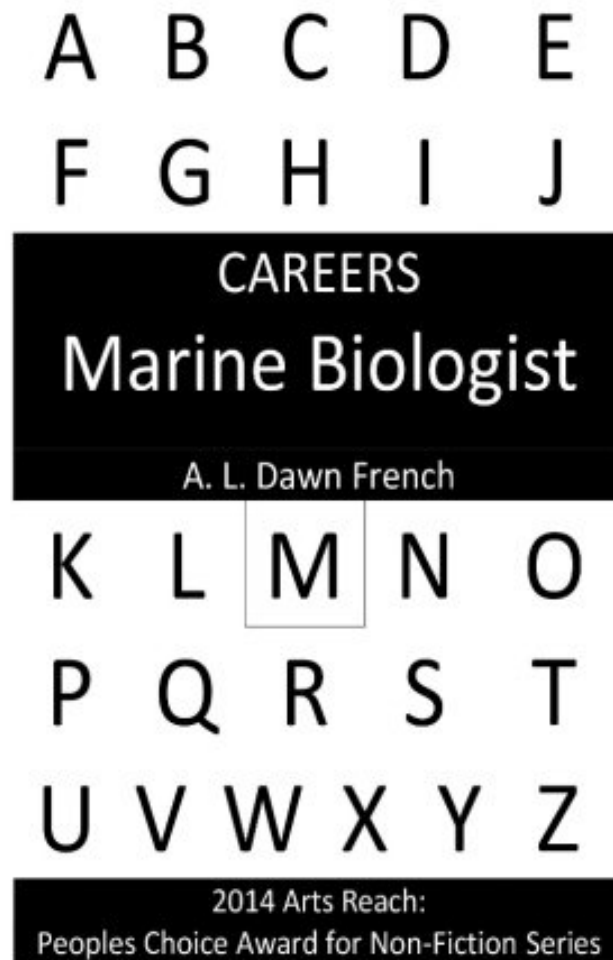 A B C D E
F G H I J
CAREERS
Marine Biologist
A. L. Dawn French
K L M N O
P Q R S T
U V W X Y Z
2014 Arts Reach:
Peoples Choice Award for Non-Fiction Series